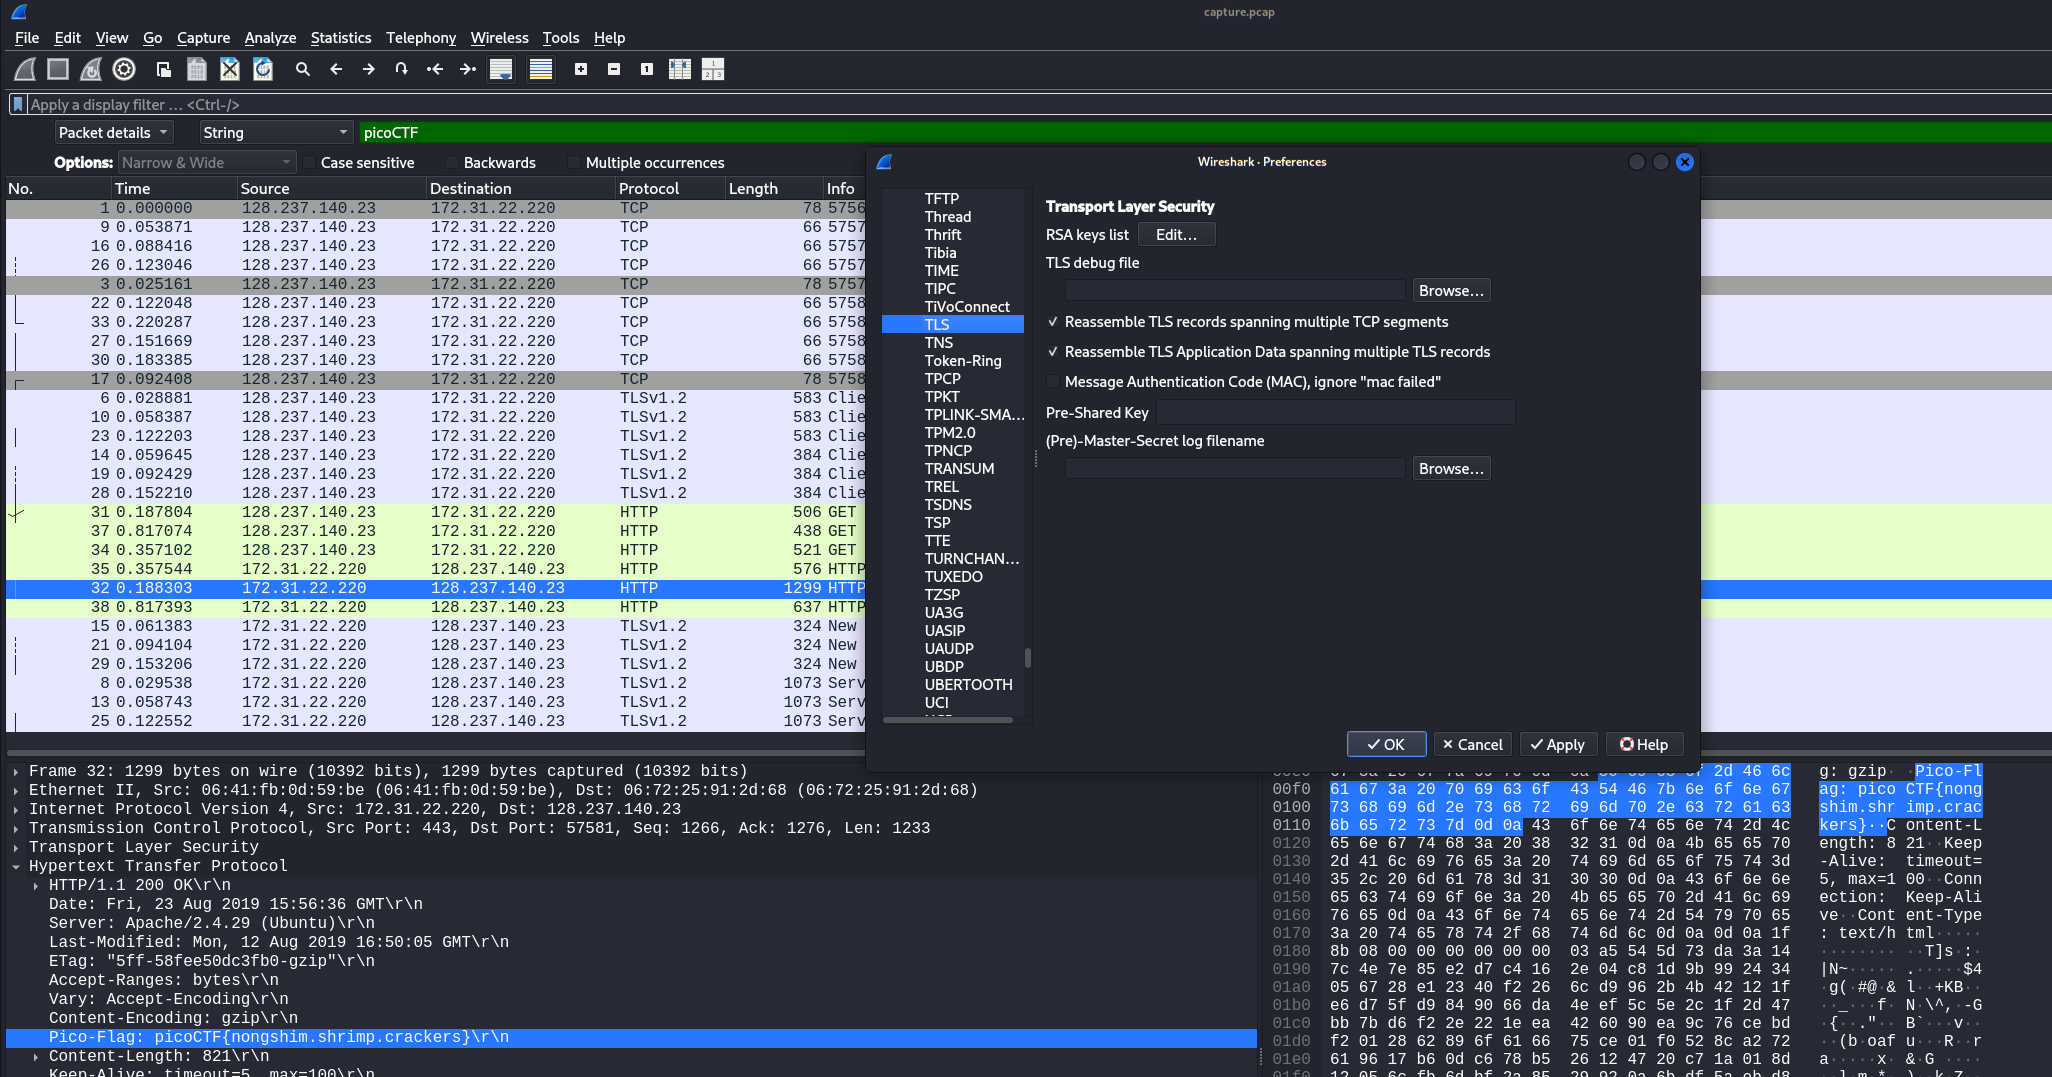 capture.pcap
File Edit View Go Capture Analyze Statistics Telephony Wireless Tools Help
Apply a display filter … <Ctrl-/>
Packet details String picoCTF
Options: Narrow & Wide Case sensitive Backwards Multiple occurrences
No. Time Source Destination Protocol Length Info
1 0.000000 128.237.140.23 172.31.22.220 TCP 78 5756
9 0.053871 128.237.140.23 172.31.22.220 TCP 66 5757
16 0.088416 128.237.140.23 172.31.22.220 TCP 66 5757
26 0.123046 128.237.140.23 172.31.22.220 TCP 66 5757
3 0.025161 128.237.140.23 172.31.22.220 TCP 78 5757
22 0.122048 128.237.140.23 172.31.22.220 TCP 66 5758
33 0.220287 128.237.140.23 172.31.22.220 TCP 66 5758
27 0.151669 128.237.140.23 172.31.22.220 TCP 66 5758
30 0.183385 128.237.140.23 172.31.22.220 TCP 66 5758
17 0.092408 128.237.140.23 172.31.22.220 TCP 78 5758
6 0.028881 128.237.140.23 172.31.22.220 TLSv1.2 583 Clie
10 0.058387 128.237.140.23 172.31.22.220 TLSv1.2 583 Clie
23 0.122203 128.237.140.23 172.31.22.220 TLSv1.2 583 Clie
14 0.059645 128.237.140.23 172.31.22.220 TLSv1.2 384 Clie
19 0.092429 128.237.140.23 172.31.22.220 TLSv1.2 384 Clie
28 0.152210 128.237.140.23 172.31.22.220 TLSv1.2 384 Clie
31 0.187804 128.237.140.23 172.31.22.220 HTTP 506 GET
37 0.817074 128.237.140.23 172.31.22.220 HTTP 438 GET
34 0.357102 128.237.140.23 172.31.22.220 HTTP 521 GET
35 0.357544 172.31.22.220 128.237.140.23 HTTP 576 HTTP
32 0.188303 172.31.22.220 128.237.140.23 HTTP 1299 HTTP
38 0.817393 172.31.22.220 128.237.140.23 HTTP 637 HTTP
15 0.061383 172.31.22.220 128.237.140.23 TLSv1.2 324 New
21 0.094104 172.31.22.220 128.237.140.23 TLSv1.2 324 New
29 0.153206 172.31.22.220 128.237.140.23 TLSv1.2 324 New
8 0.029538 172.31.22.220 128.237.140.23 TLSv1.2 1073 Serv
13 0.058743 172.31.22.220 128.237.140.23 TLSv1.2 1073 Serv
25 0.122552 172.31.22.220 128.237.140.23 TLSv1.2 1073 Serv
Wireshark · Preferences
TFTP
Thread
Thrift
Tibia
TIME
TIPC
TiVoConnect
TLS
TNS
Token-Ring
TPCP
TPKT
TPLINK-SMA…
TPM2.0
TPNCP
TRANSUM
TREL
TSDNS
TSP
TTE
TURNCHAN…
TUXEDO
TZSP
UA3G
UASIP
UAUDP
UBDP
UBERTOOTH
UCI
Transport Layer Security
RSA keys list Edit…
TLS debug file
Browse…
Reassemble TLS records spanning multiple TCP segments
Reassemble TLS Application Data spanning multiple TLS records
Message Authentication Code (MAC), ignore "mac failed"
Pre-Shared Key
(Pre)-Master-Secret log filename
Browse…
OK Cancel Apply Help
Frame 32: 1299 bytes on wire (10392 bits), 1299 bytes captured (10392 bits)
Ethernet II, Src: 06:41:fb:0d:59:be (06:41:fb:0d:59:be), Dst: 06:72:25:91:2d:68 (06:72:25:91:2d:68)
Internet Protocol Version 4, Src: 172.31.22.220, Dst: 128.237.140.23
Transmission Control Protocol, Src Port: 443, Dst Port: 57581, Seq: 1266, Ack: 1276, Len: 1233
Transport Layer Security
Hypertext Transfer Protocol
HTTP/1.1 200 OK\r\n
Date: Fri, 23 Aug 2019 15:56:36 GMT\r\n
Server: Apache/2.4.29 (Ubuntu)\r\n
Last-Modified: Mon, 12 Aug 2019 16:50:05 GMT\r\n
ETag: "5ff-58fee50dc3fb0-gzip"\r\n
Accept-Ranges: bytes\r\n
Vary: Accept-Encoding\r\n
Content-Encoding: gzip\r\n
Pico-Flag: picoCTF{nongshim.shrimp.crackers}\r\n
Content-Length: 821\r\n
Keep-Alive: timeout=5, max=100\r\n
g: gzip· ·Pico-Fl
00f0 61 67 3a 20 70 69 63 6f 43 54 46 7b 6e 6f 6e 67 ag: pico CTF{nong
0100 73 68 69 6d 2e 73 68 72 69 6d 70 2e 63 72 61 63 shim.shr imp.crac
0110 6b 65 72 73 7d 0d 0a 43 6f 6e 74 65 6e 74 2d 4c kers}··C ontent-L
0120 65 6e 67 74 68 3a 20 38 32 31 0d 0a 4b 65 65 70 ength: 8 21··Keep
0130 2d 41 6c 69 76 65 3a 20 74 69 6d 65 6f 75 74 3d -Alive: timeout=
0140 35 2c 20 6d 61 78 3d 31 30 30 0d 0a 43 6f 6e 6e 5, max=1 00··Conn
0150 65 63 74 69 6f 6e 3a 20 4b 65 65 70 2d 41 6c 69 ection: Keep-Ali
0160 76 65 0d 0a 43 6f 6e 74 65 6e 74 2d 54 79 70 65 ve··Cont ent-Type
0170 3a 20 74 65 78 74 2f 68 74 6d 6c 0d 0a 0d 0a 1f : text/h tml·····
0180 8b 08 00 00 00 00 00 00 03 a5 54 5d 73 da 3a 14 ········ ··T]s·:·
0190 7c 4e 7e 85 e2 d7 c4 16 2e 04 c8 1d 9b 99 24 34 |N~····· .·····$4
01a0 05 67 28 e1 23 40 f2 26 6c d9 96 2b 4b 42 12 1f ·g(·#@·& l··+KB··
01b0 e6 d7 5f d9 84 90 66 da 4e ef 5c 5e 2c 1f 2d 47 ··_···f· N·\^,·-G
01c0 bb 7b d6 f2 2e 22 1e ea 42 60 90 ea 9c 76 ce bd ·{··."·· B`···v··
01d0 f2 01 28 62 89 6f 61 66 75 ce 01 f0 52 8c a2 72 ··(b·oaf u···R··r
01e0 61 96 17 b6 0d c6 78 b5 26 12 47 20 c7 1a 01 8d a·····x· &·G ····